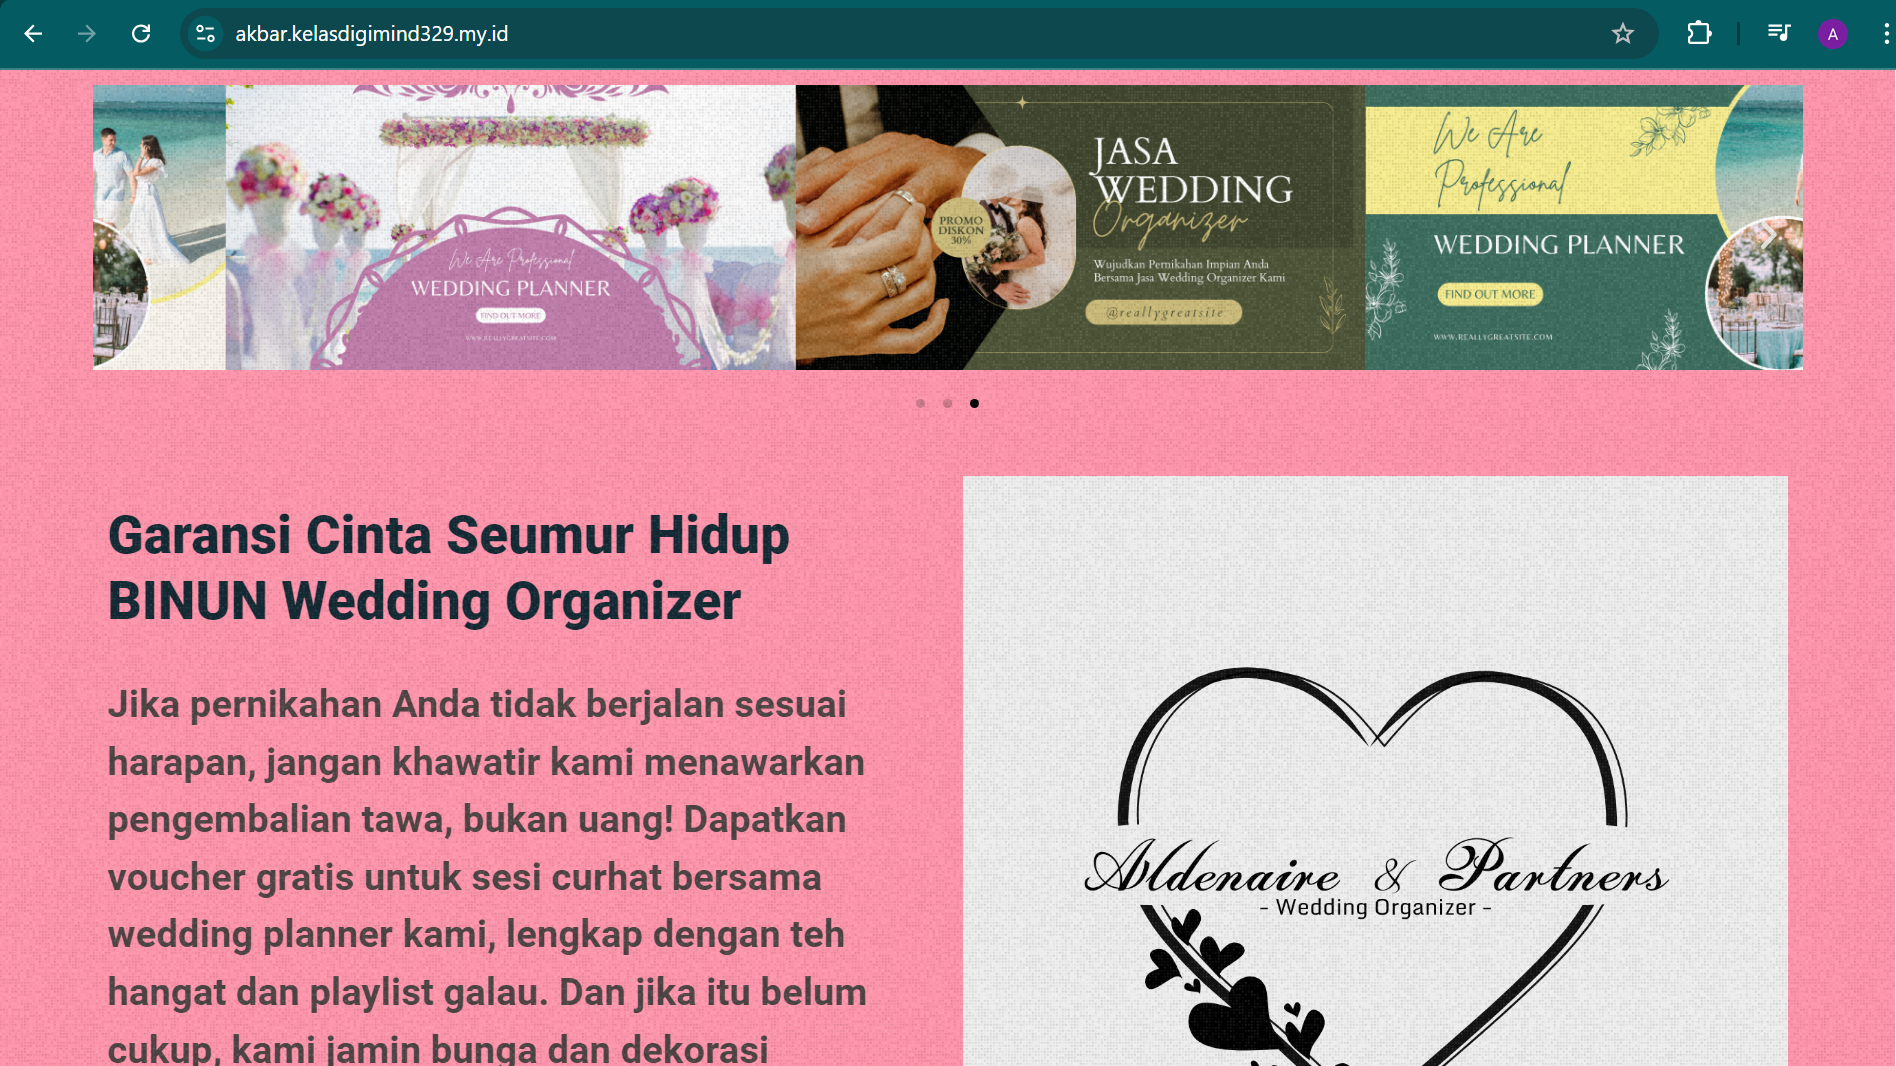 akbar.kelasdigimind329.my.id
A
We Are Professional
WEDDING PLANNER
FIND OUT MORE
WWW.REALLYGREATSITE.COM
JASA
WEDDING
Organizer
PROMO
DISKON
30%
Wujudkan Pernikahan Impian Anda
Bersama Jasa Wedding Organizer Kami
@reallygreatsite
We Are
Professional
WEDDING PLANNER
FIND OUT MORE
WWW.REALLYGREATSITE.COM
Garansi Cinta Seumur Hidup
BINUN Wedding Organizer
Jika pernikahan Anda tidak berjalan sesuai
harapan, jangan khawatir kami menawarkan
pengembalian tawa, bukan uang! Dapatkan
voucher gratis untuk sesi curhat bersama
wedding planner kami, lengkap dengan teh
hangat dan playlist galau. Dan jika itu belum
cukup, kami jamin bunga dan dekorasi
Aldenaire & Partners
- Wedding Organizer -